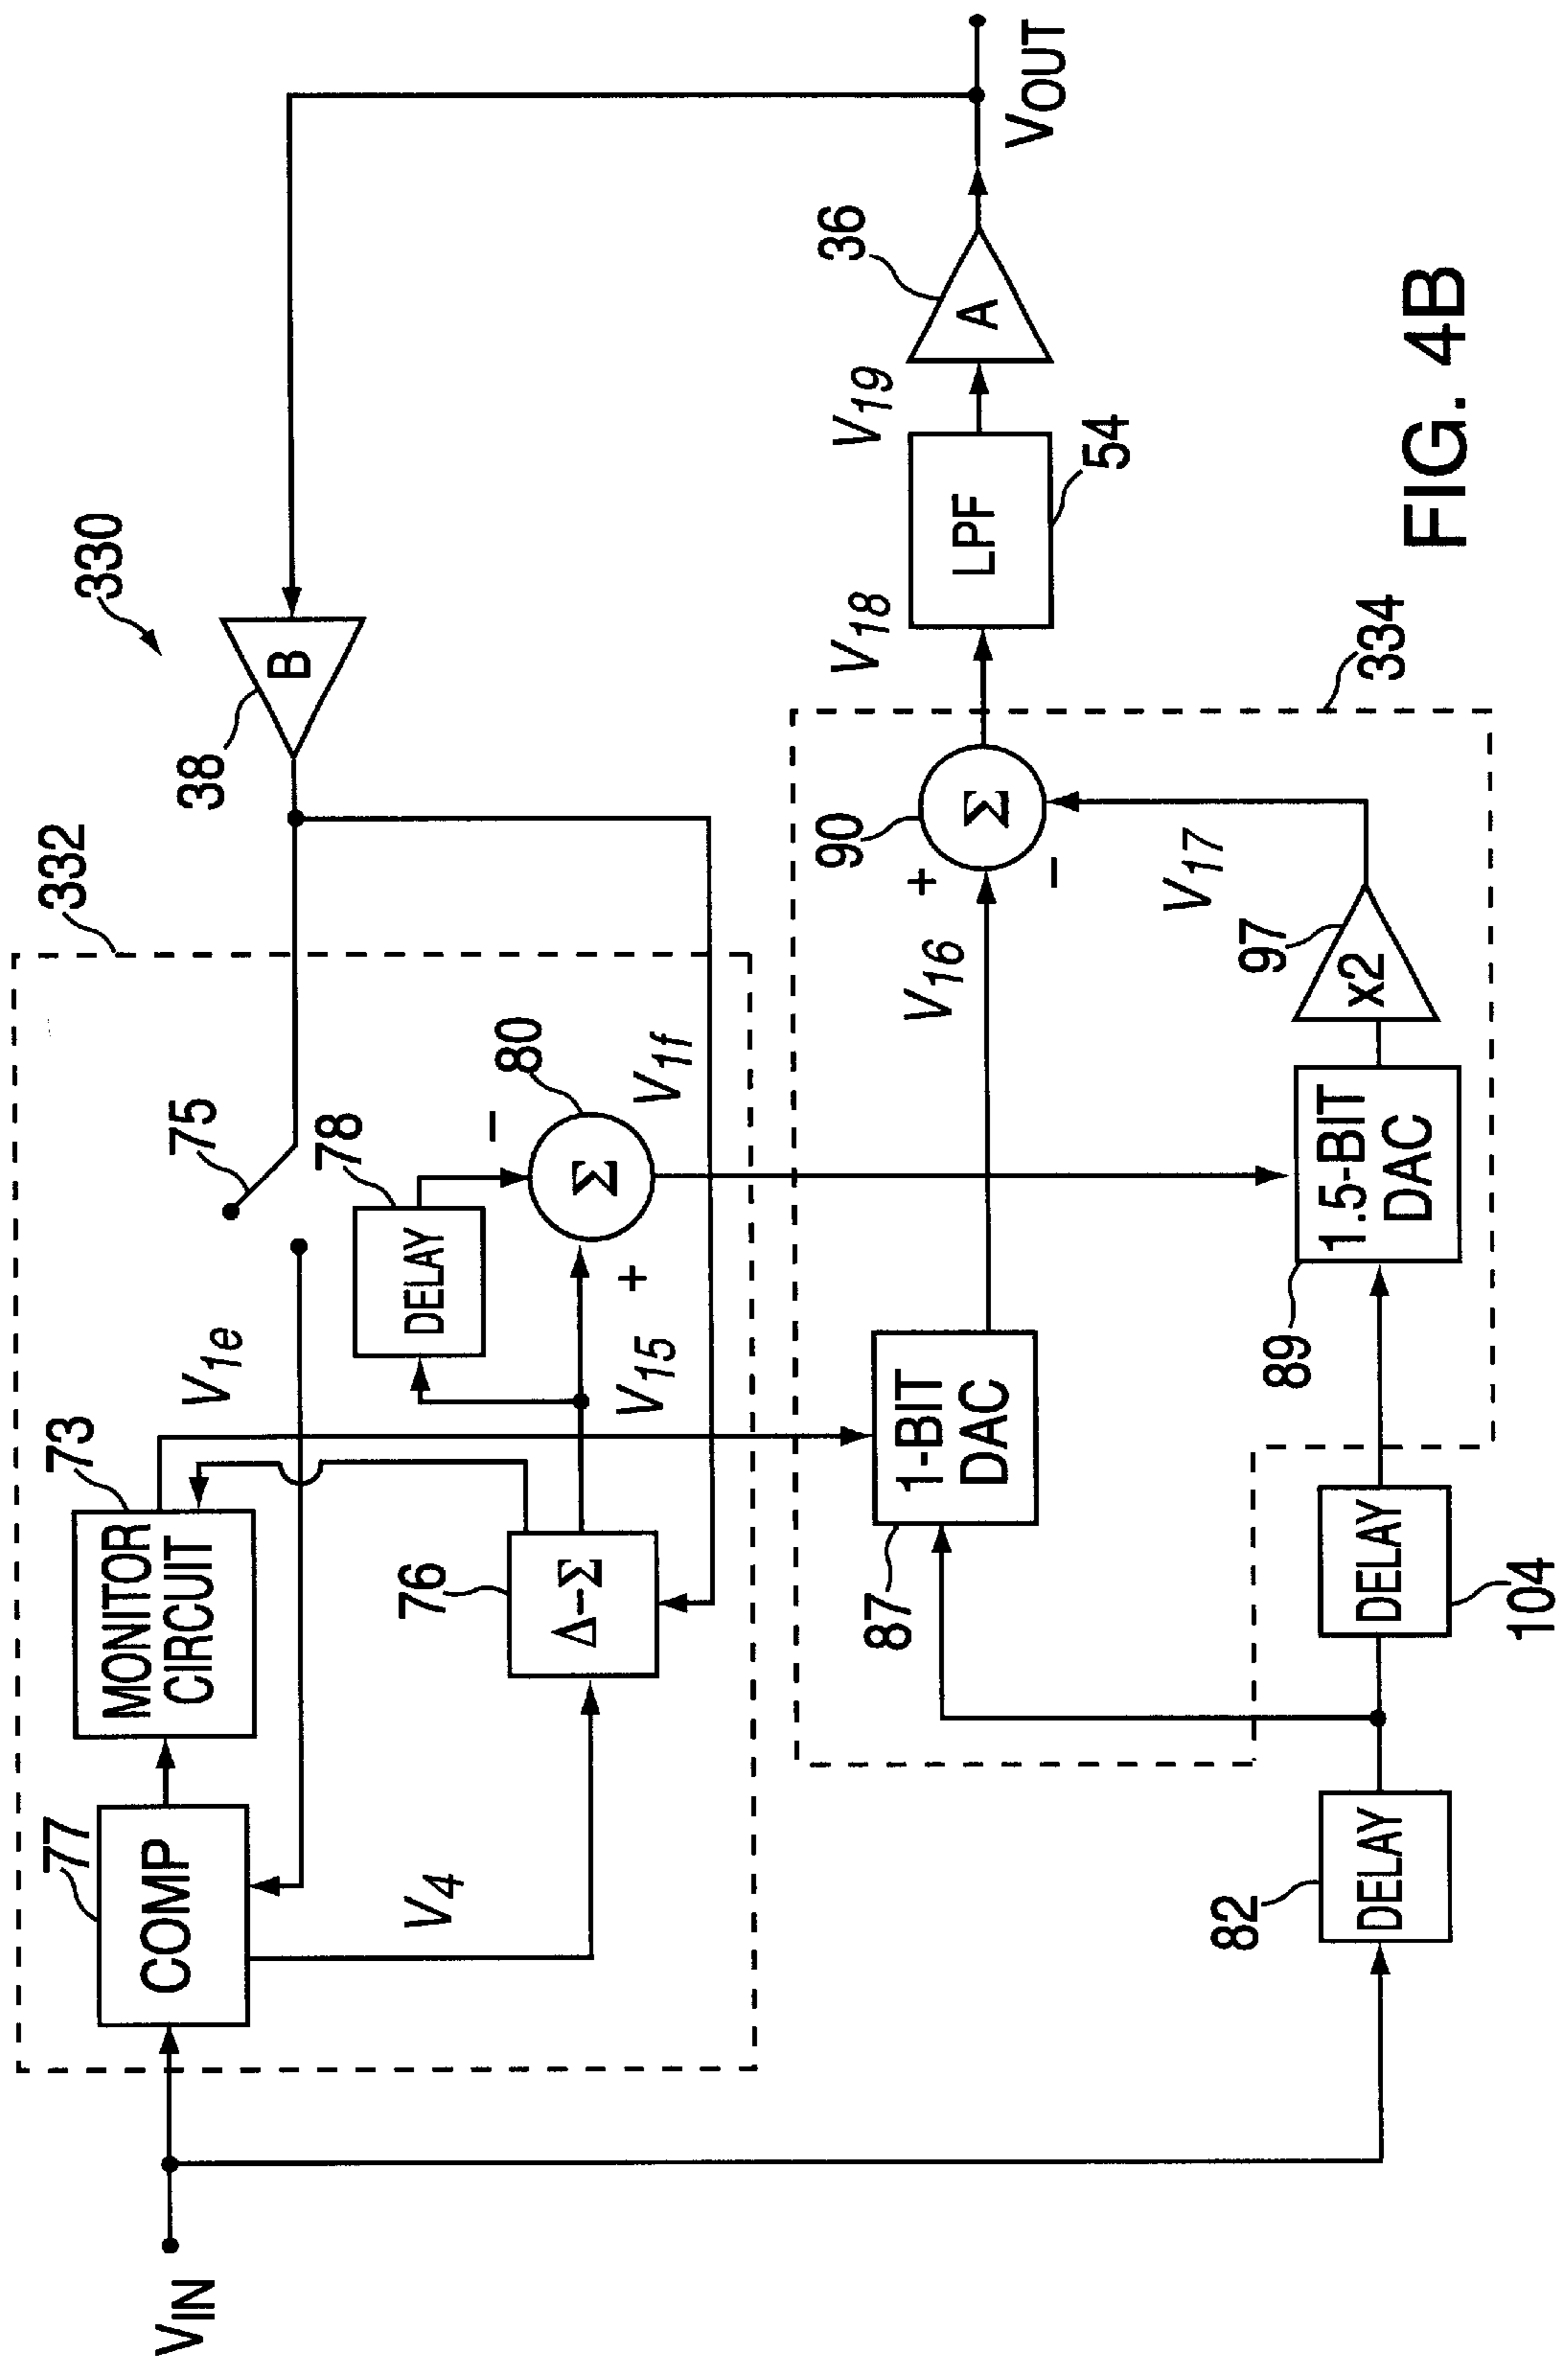 330
332
73
MONITOR
CIRCUIT
77
COMP
V1e
75
38
B
78
DELAY
80
Σ
−
+
V4
76
Δ-Σ
V15
V1f
VIN
VOUT
87
1-BIT
DAC
V16
90
+
Σ
−
V18
LPF
54
V19
36
A
82
DELAY
DELAY
104
89
1.5-BIT
DAC
97
x2
V17
334
FIG. 4B